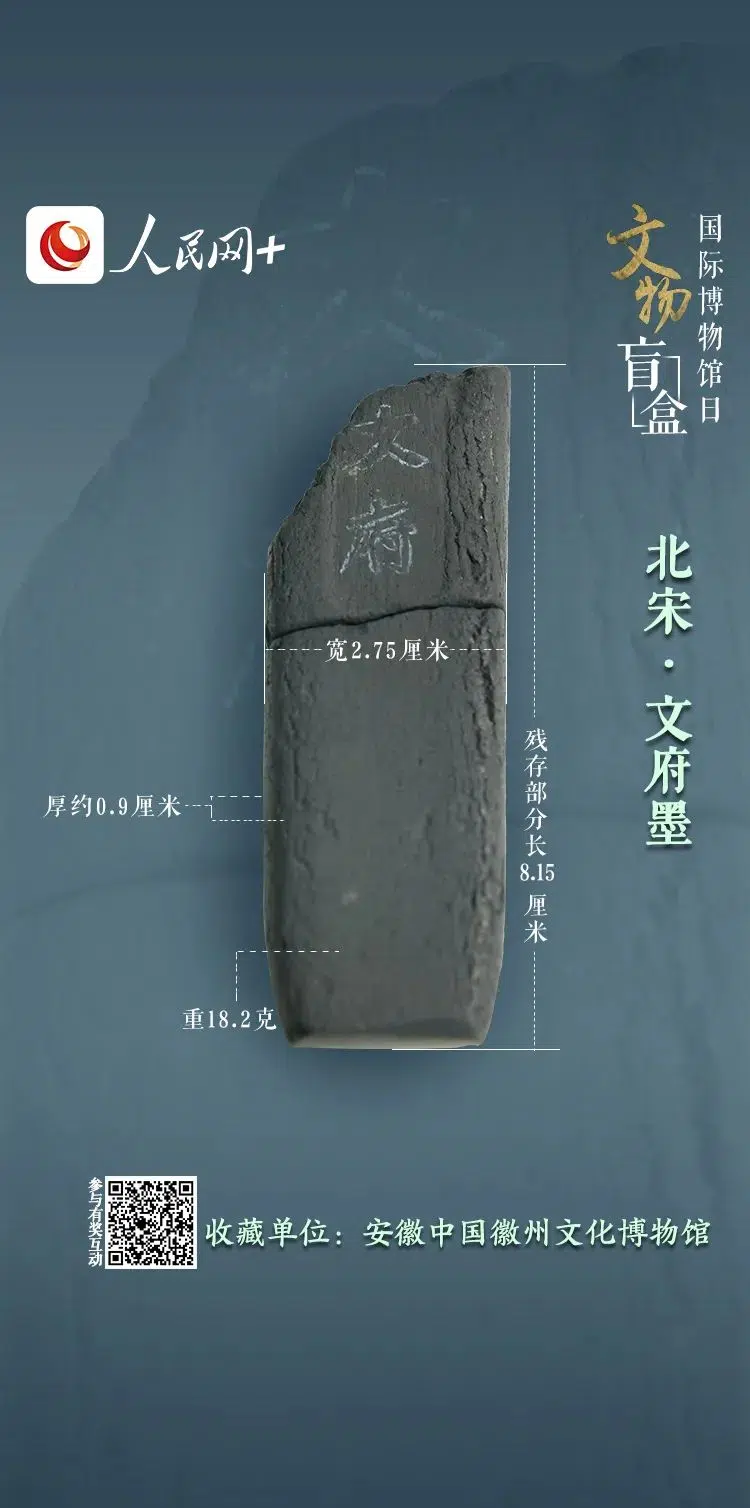 人民网+
国际博物馆日
文物
盲盒
文府
北宋·文府墨
宽2.75厘米
厚约0.9厘米
残存部分长8.15厘米
重18.2克
参与有奖互动
收藏单位：安徽中国徽州文化博物馆